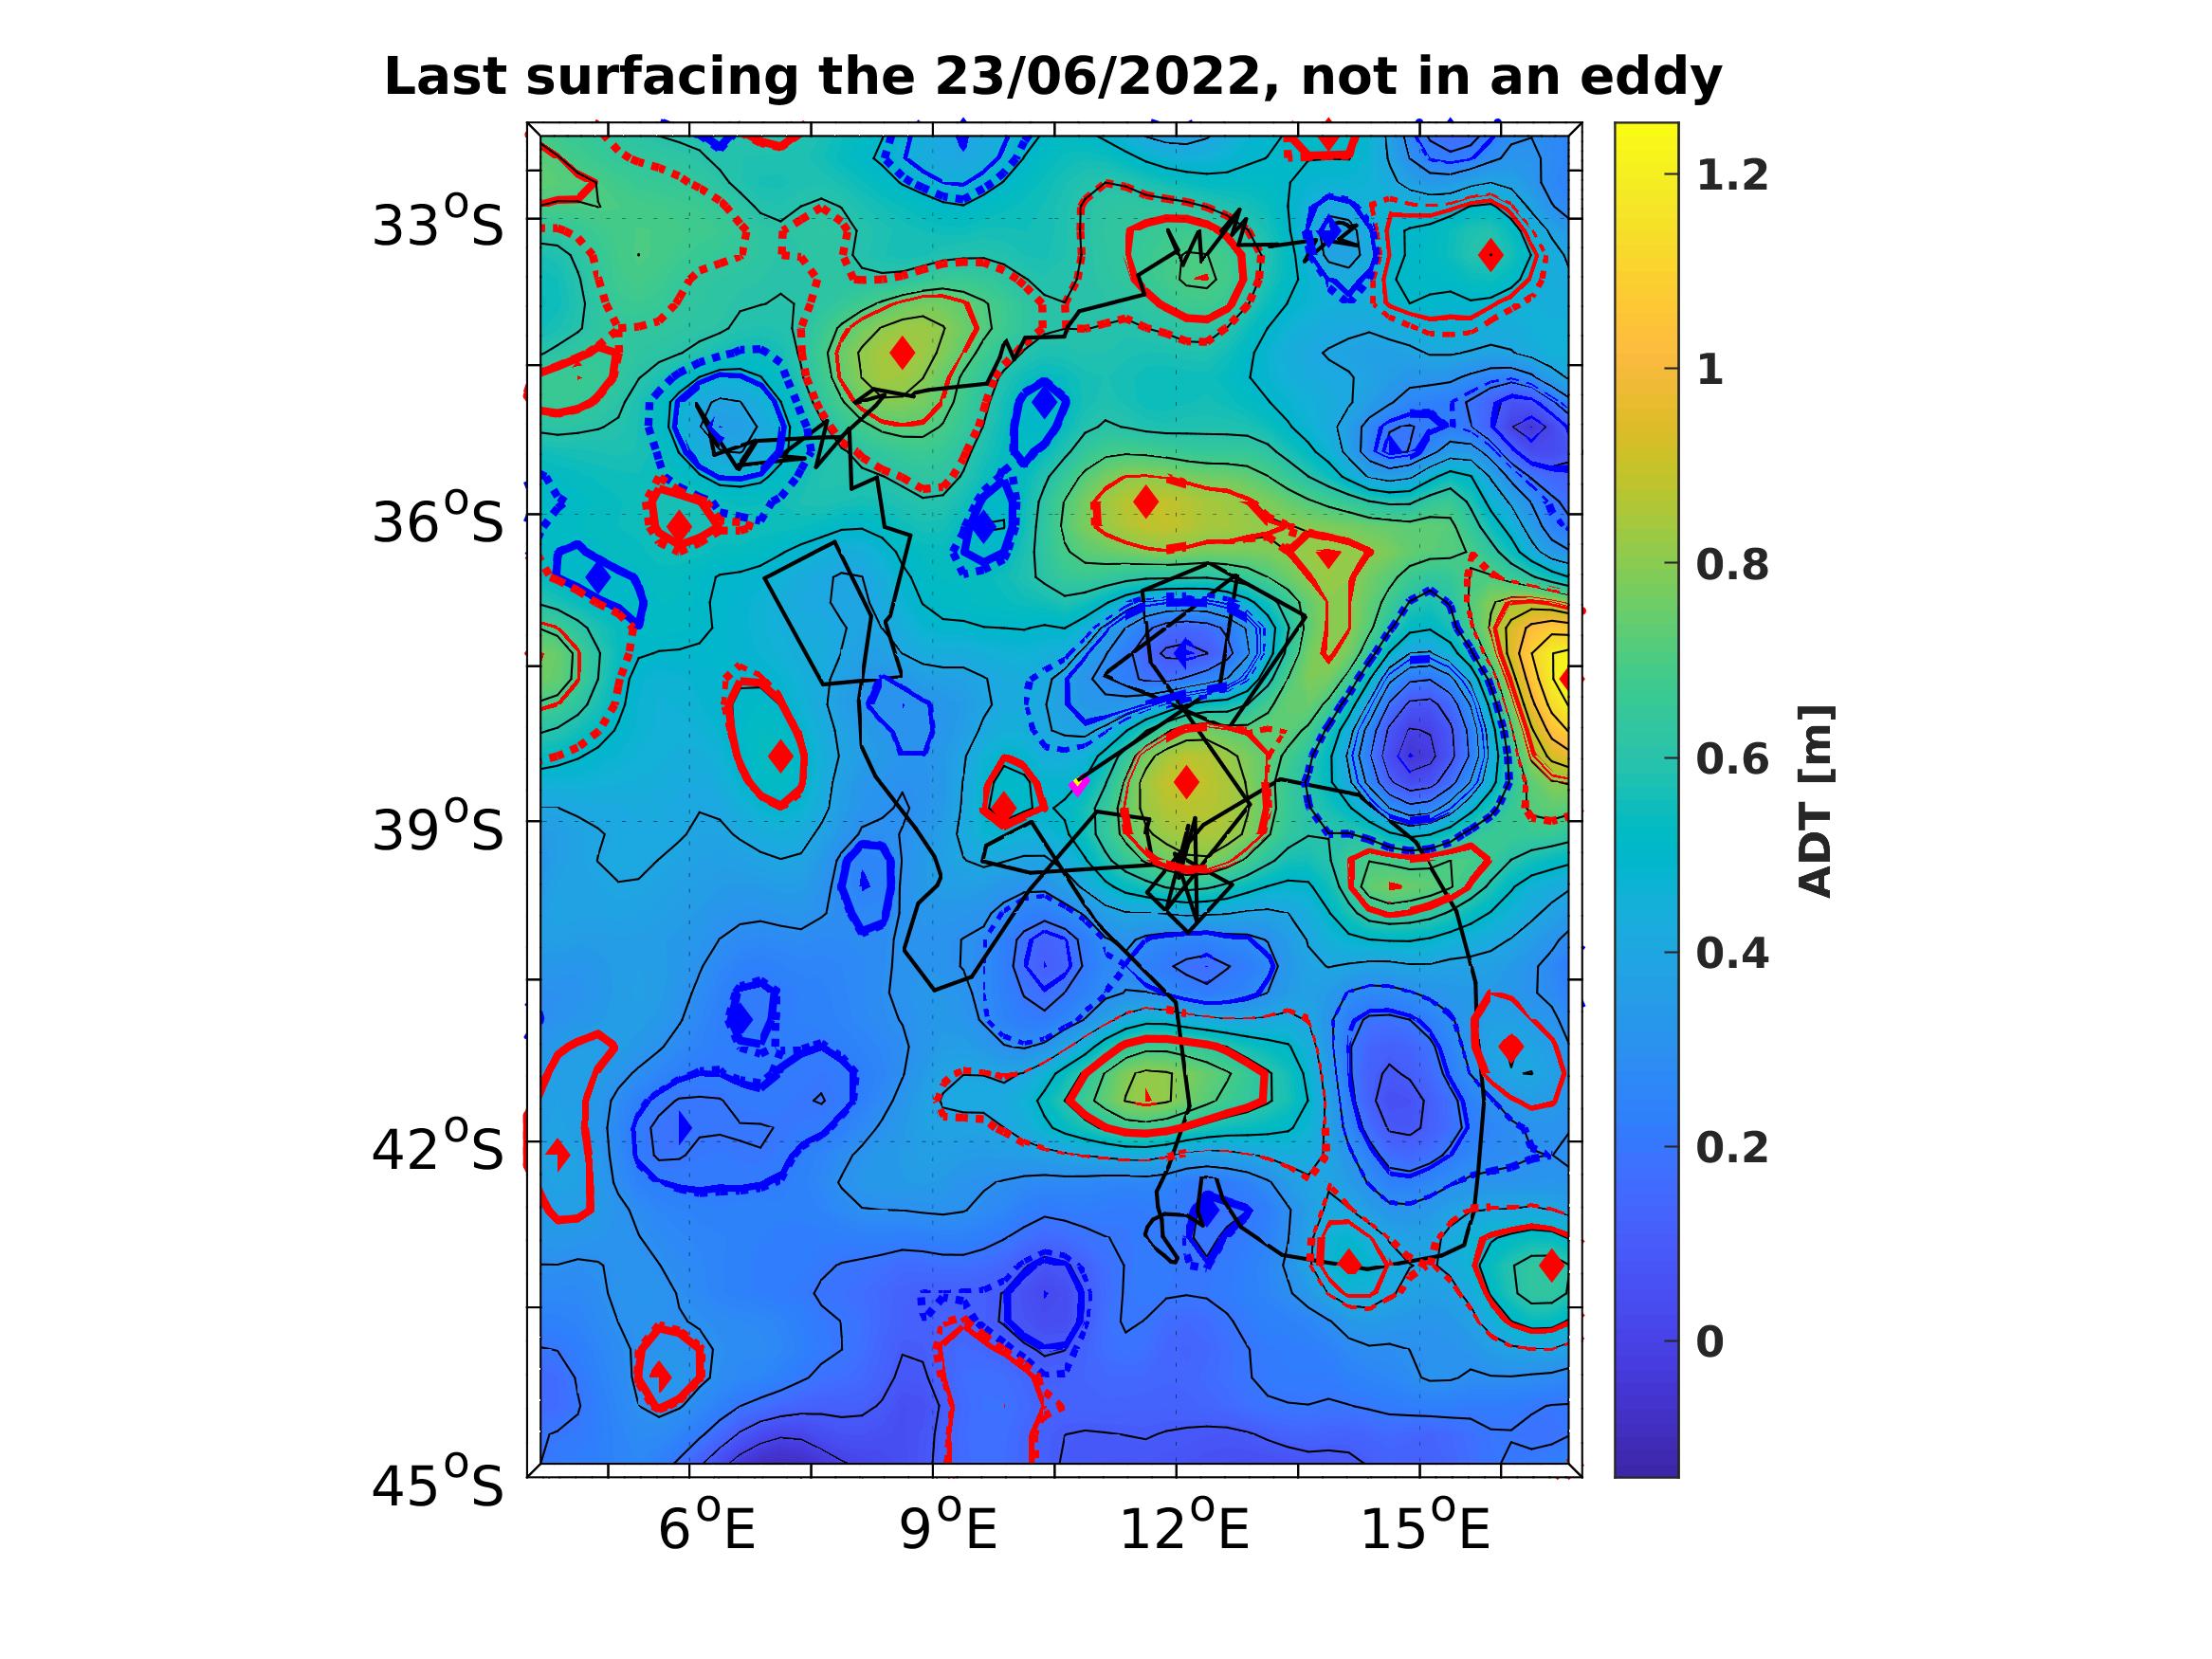 Last surfacing the 23/06/2022, not in an eddy
33°S
36°S
39°S
42°S
45°S
6°E
9°E
12°E
15°E
1.2
1
0.8
0.6
0.4
0.2
0
ADT [m]